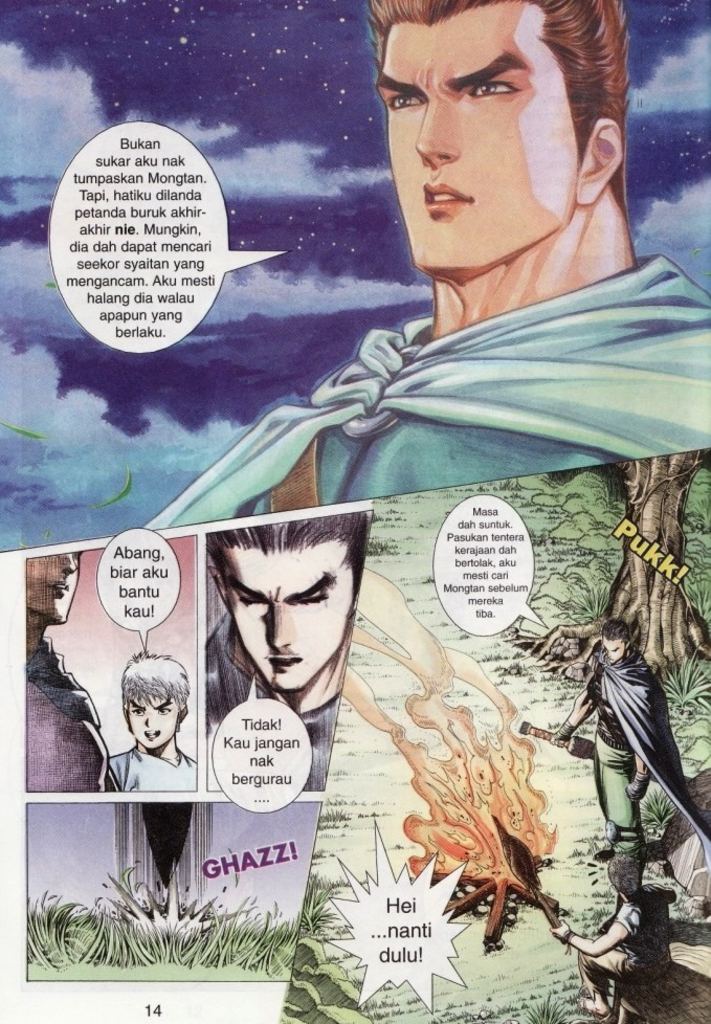 Bukan
sukar aku nak
tumpaskan Mongtan.
Tapi, hatiku dilanda
petanda buruk akhir-
akhir nie. Mungkin,
dia dah dapat mencari
seekor syaitan yang
mengancam. Aku mesti
halang dia walau
apapun yang
berlaku.
Abang,
biar aku
bantu
kau!
Tidak!
Kau jangan
nak
bergurau
....
Masa
dah suntuk.
Pasukan tentera
kerajaan dah
bertolak, aku
mesti cari
Mongtan sebelum
mereka
tiba.
Pukk!
GHAZZ!
Hei
...nanti
dulu!
14